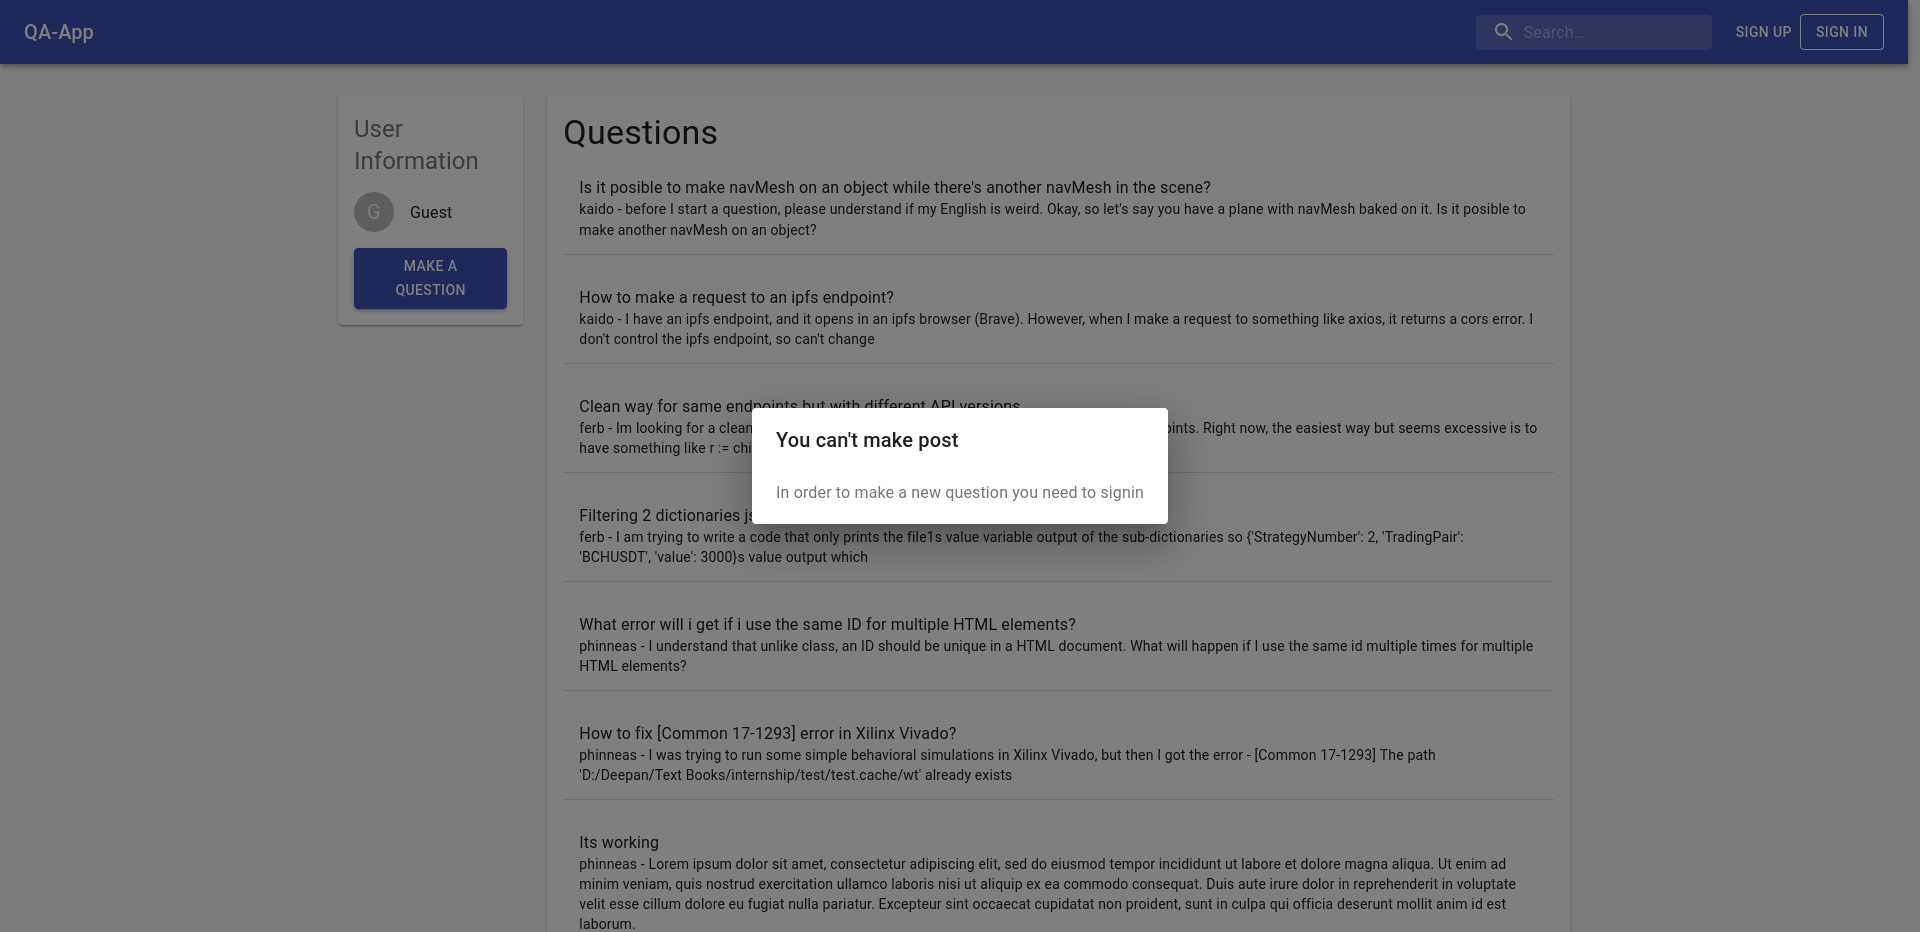 QA-App
Search...
SIGN UP
SIGN IN
User
Information
G
Guest
MAKE A
QUESTION
Questions
Is it posible to make navMesh on an object while there's another navMesh in the scene?
kaido - before I start a question, please understand if my English is weird. Okay, so let's say you have a plane with navMesh baked on it. Is it posible to
make another navMesh on an object?
How to make a request to an ipfs endpoint?
kaido - I have an ipfs endpoint, and it opens in an ipfs browser (Brave). However, when I make a request to something like axios, it returns a cors error. I
don't control the ipfs endpoint, so can't change
Clean way for same endpoints but with different API versions
ferb - Im looking for a clean
Right now, the easiest way but seems excessive is to
have something like r :=
You can't make post
In order to make a new question you need to signin
Filtering 2 dictionaries
ferb - I am trying to write a code that only prints the file1s value variable output of the sub-dictionaries so {'StrategyNumber': 2, 'TradingPair':
'BCHUSDT', 'value': 3000}s value output which
What error will i get if i use the same ID for multiple HTML elements?
phinneas - I understand that unlike class, an ID should be unique in a HTML document. What will happen if I use the same id multiple times for multiple
HTML elements?
How to fix [Common 17-1293] error in Xilinx Vivado?
phinneas - I was trying to run some simple behavioral simulations in Xilinx Vivado, but then I got the error - [Common 17-1293] The path
'D:/Deepan/Text Books/internship/test/test.cache/wt' already exists
Its working
phinneas - Lorem ipsum dolor sit amet, consectetur adipiscing elit, sed do eiusmod tempor incididunt ut labore et dolore magna aliqua. Ut enim ad
minim veniam, quis nostrud exercitation ullamco laboris nisi ut aliquip ex ea commodo consequat. Duis aute irure dolor in reprehenderit in voluptate
velit esse cillum dolore eu fugiat nulla pariatur. Excepteur sint occaecat cupidatat non proident, sunt in culpa qui officia deserunt mollit anim id est
laborum.